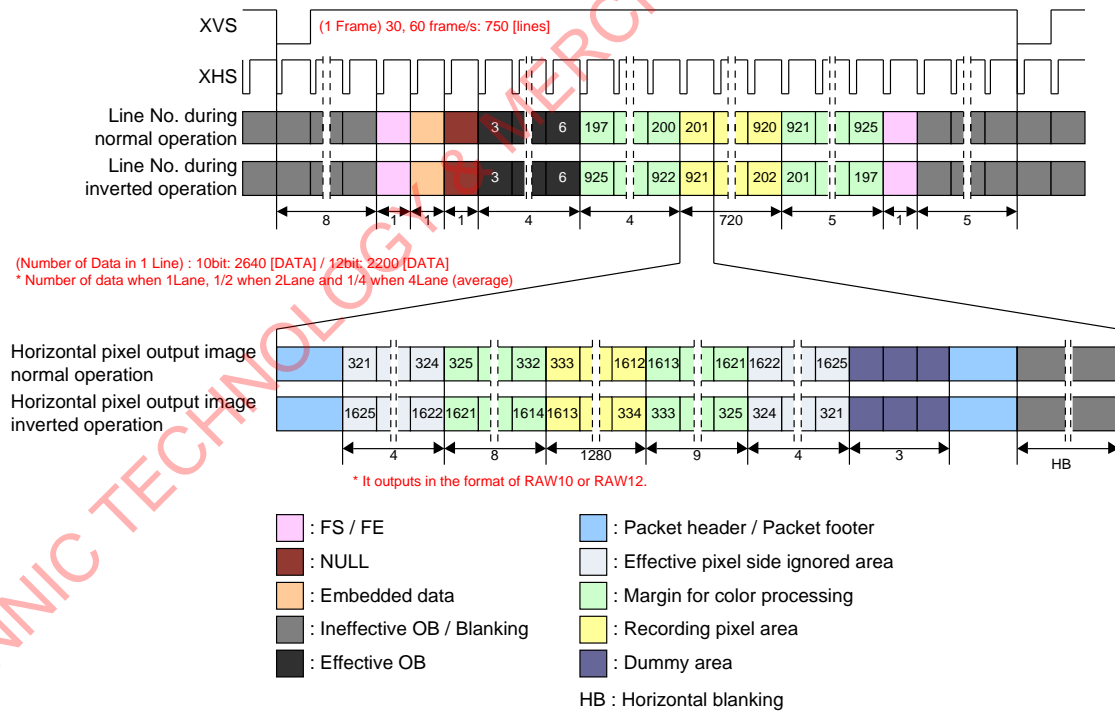 XVS
(1 Frame) 30, 60 frame/s: 750 [lines]
XHS
Line No. during
normal operation
3 6 197 200 201 920 921 925
Line No. during
inverted operation
3 6 925 922 921 202 201 197
8 1 1 1 4 4 720 5 1 5
(Number of Data in 1 Line) : 10bit: 2640 [DATA] / 12bit: 2200 [DATA]
* Number of data when 1Lane, 1/2 when 2Lane and 1/4 when 4Lane (average)
Horizontal pixel output image
normal operation
321 324 325 332 333 1612 1613 1621 1622 1625
Horizontal pixel output image
inverted operation
1625 1622 1621 1614 1613 334 333 325 324 321
4 8 1280 9 4 3 HB
* It outputs in the format of RAW10 or RAW12.
: FS / FE
: NULL
: Embedded data
: Ineffective OB / Blanking
: Effective OB
: Packet header / Packet footer
: Effective pixel side ignored area
: Margin for color processing
: Recording pixel area
: Dummy area
HB : Horizontal blanking
NNIC TECHNOLOGY & MERCH